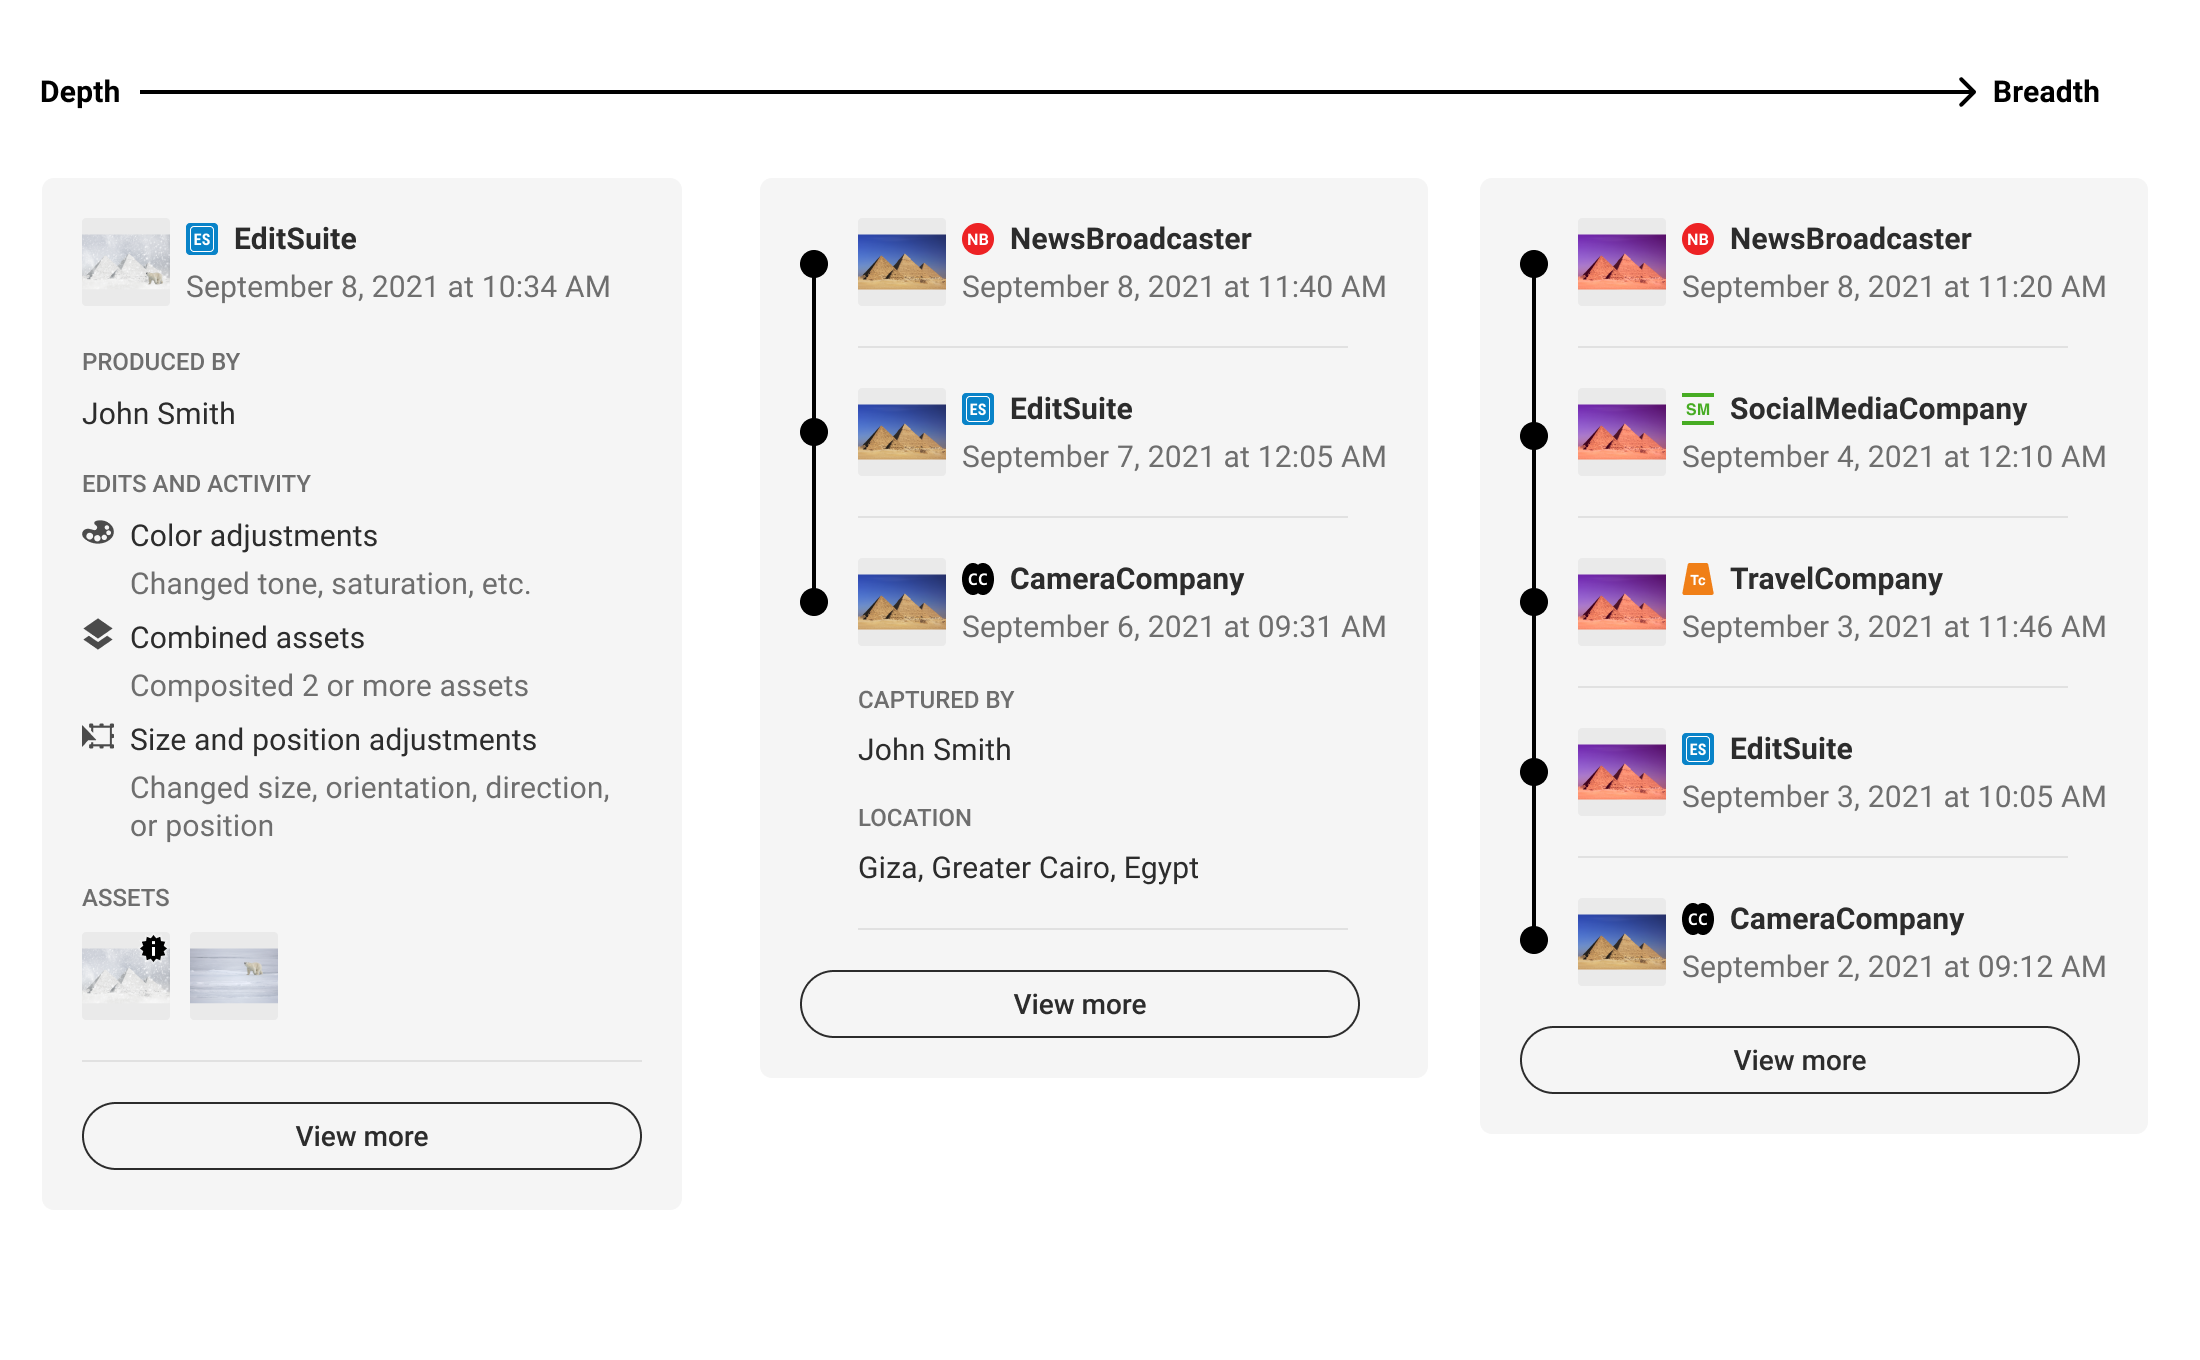 Depth
Breadth
ES EditSuite
September 8, 2021 at 10:34 AM
PRODUCED BY
John Smith
EDITS AND ACTIVITY
Color adjustments
Changed tone, saturation, etc.
Combined assets
Composited 2 or more assets
Size and position adjustments
Changed size, orientation, direction,
or position
ASSETS
i
View more
NB NewsBroadcaster
September 8, 2021 at 11:40 AM
ES EditSuite
September 7, 2021 at 12:05 AM
CC CameraCompany
September 6, 2021 at 09:31 AM
CAPTURED BY
John Smith
LOCATION
Giza, Greater Cairo, Egypt
View more
NB NewsBroadcaster
September 8, 2021 at 11:20 AM
SM SocialMediaCompany
September 4, 2021 at 12:10 AM
Tc TravelCompany
September 3, 2021 at 11:46 AM
ES EditSuite
September 3, 2021 at 10:05 AM
CC CameraCompany
September 2, 2021 at 09:12 AM
View more